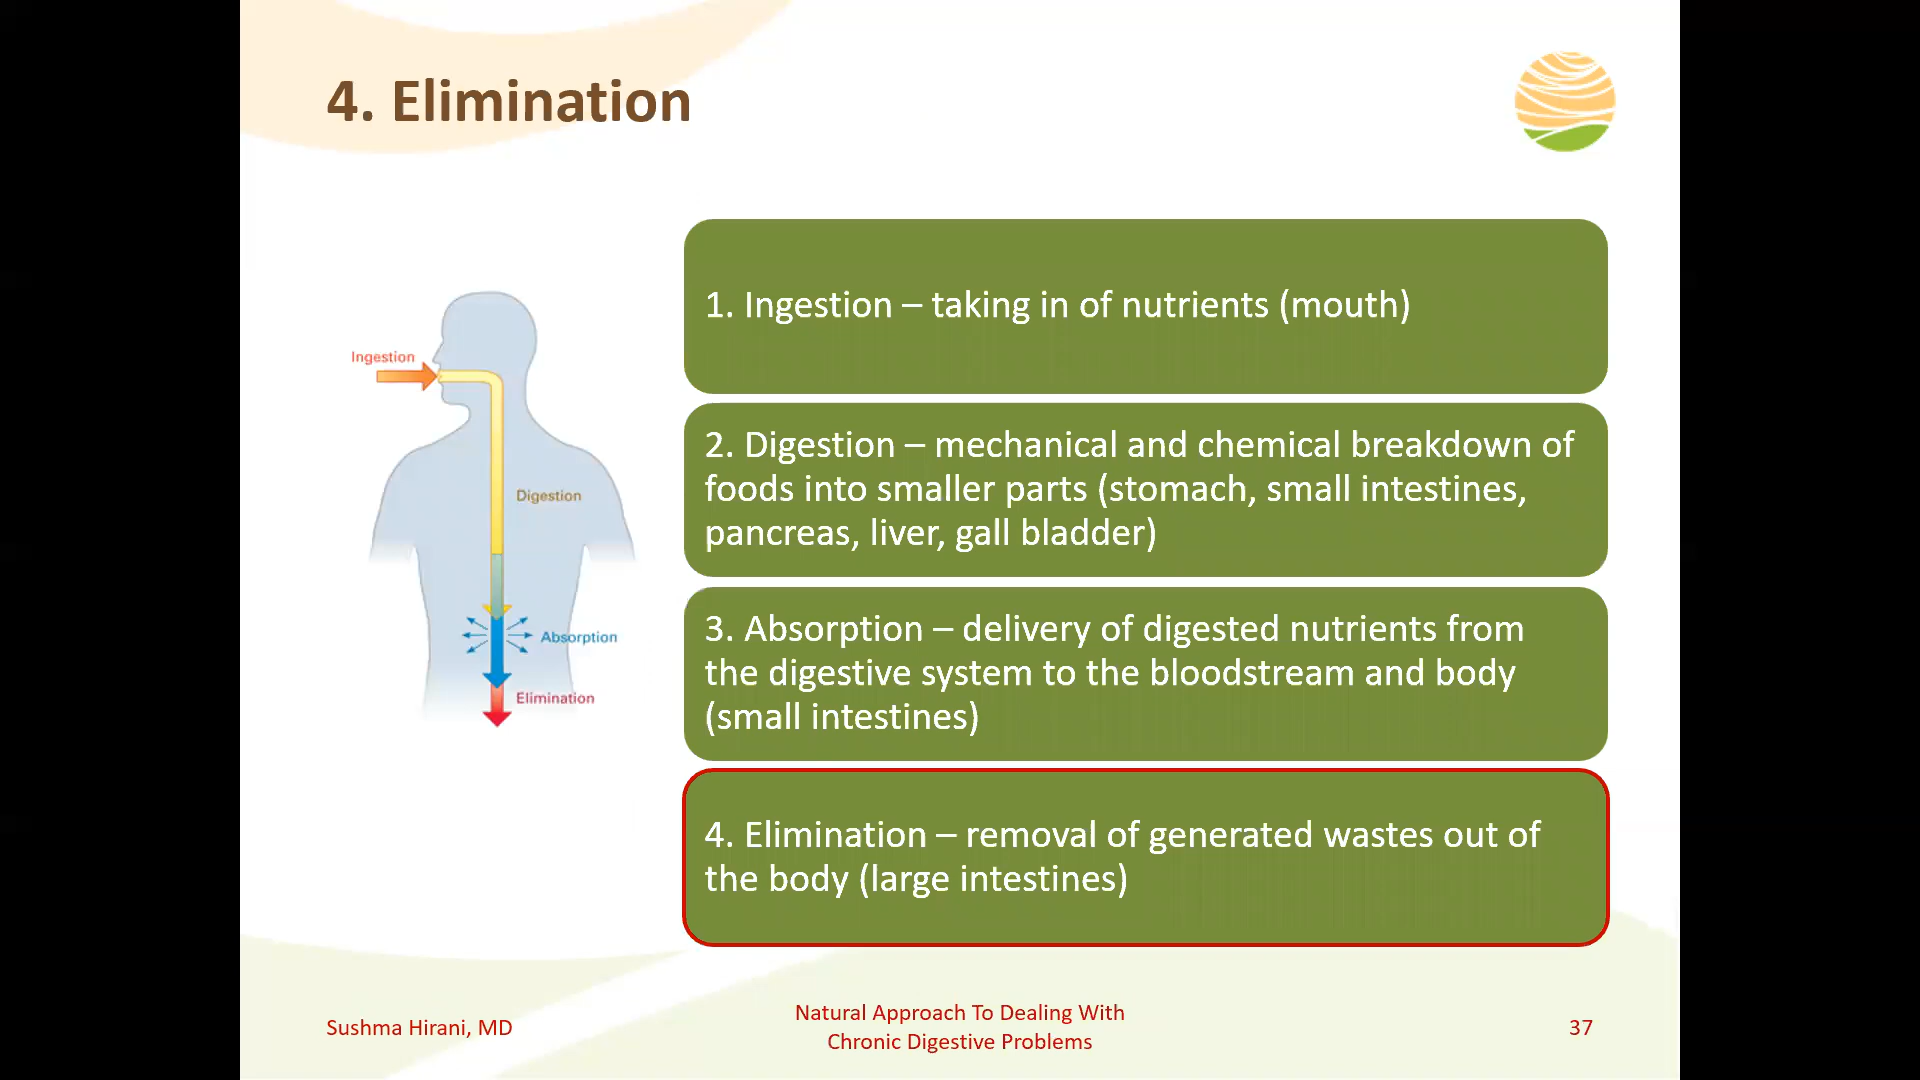 4. Elimination
Ingestion
Digestion
Absorption
Elimination
1. Ingestion – taking in of nutrients (mouth)
2. Digestion – mechanical and chemical breakdown of
foods into smaller parts (stomach, small intestines,
pancreas, liver, gall bladder)
3. Absorption – delivery of digested nutrients from
the digestive system to the bloodstream and body
(small intestines)
4. Elimination – removal of generated wastes out of
the body (large intestines)
Sushma Hirani, MD
Natural Approach To Dealing With
Chronic Digestive Problems
37